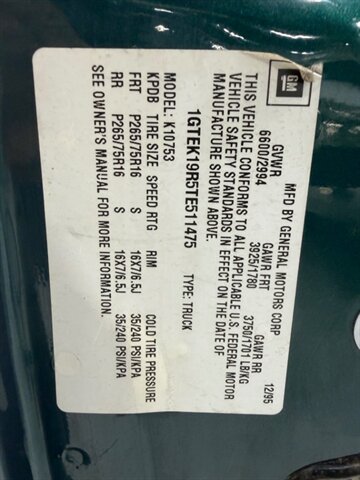 GM
MFD BY GENERAL MOTORS CORP 12/95
GVWR GAWR FRT GAWR RR
6600/2994 3925/1780 3750/1701 LB/KG
THIS VEHICLE CONFORMS TO ALL APPLICABLE U.S. FEDERAL MOTOR
VEHICLE SAFETY STANDARDS IN EFFECT ON THE DATE OF
MANUFACTURE SHOWN ABOVE.
1GTEK19R5TE511475 TYPE: TRUCK
MODEL: K10753
KPDB TIRE SIZE SPEED RTG RIM COLD TIRE PRESSURE
FRT P265/75R16 S 16X7/6.5J 35/240 PSI/KPA
RR P265/75R16 S 16X7/6.5J 35/240 PSI/KPA
SEE OWNER'S MANUAL FOR MORE INFORMATION.